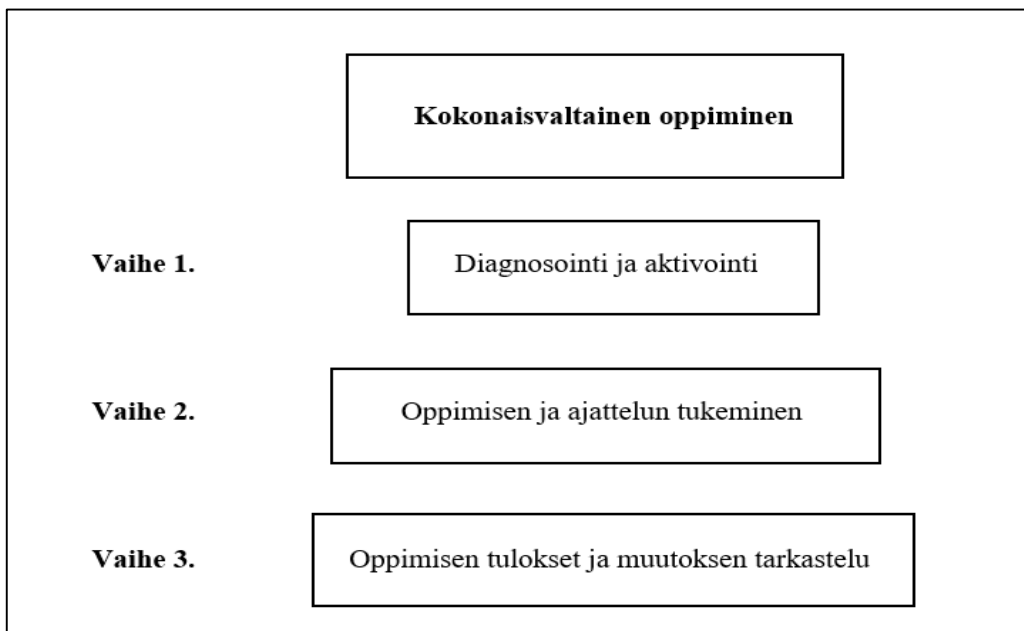 Kokonaisvaltainen oppiminen
Vaihe 1. Diagnosointi ja aktivointi
Vaihe 2. Oppimisen ja ajattelun tukeminen
Vaihe 3. Oppimisen tulokset ja muutoksen tarkastelu